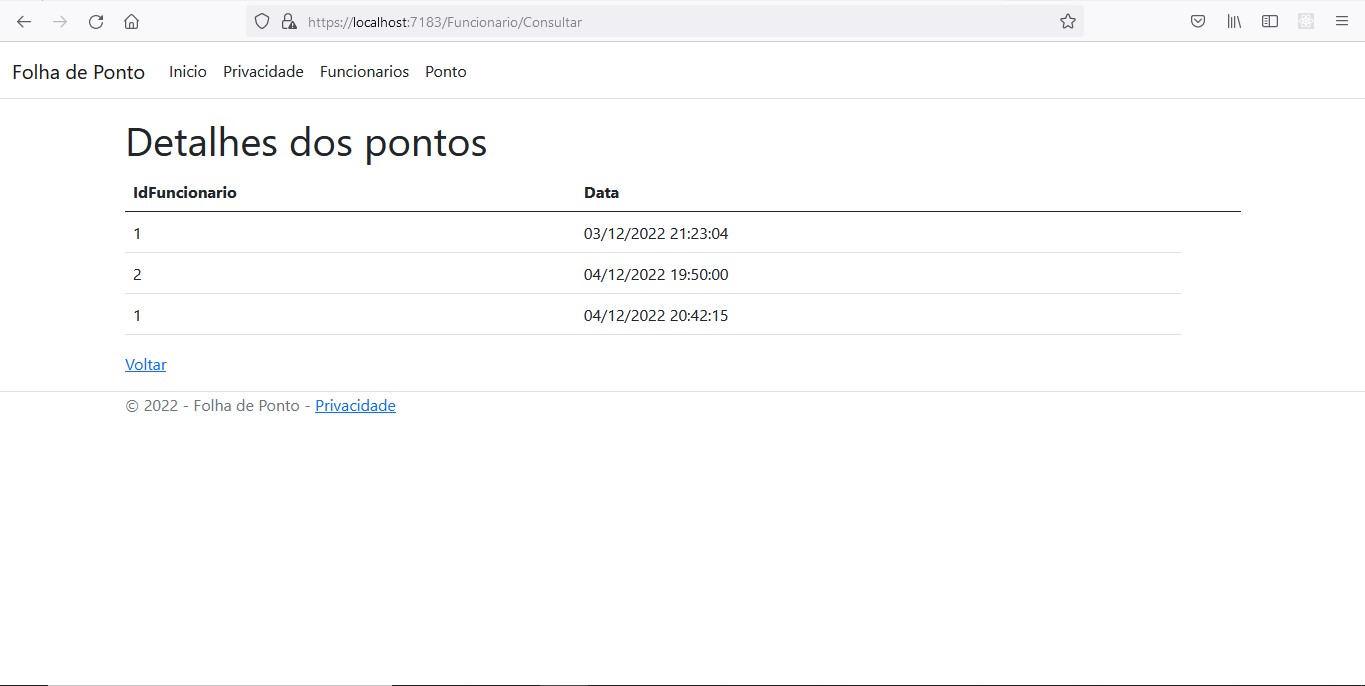 https://localhost:7183/Funcionario/Consultar
Folha de Ponto Inicio Privacidade Funcionarios Ponto
Detalhes dos pontos
IdFuncionario Data
1 03/12/2022 21:23:04
2 04/12/2022 19:50:00
1 04/12/2022 20:42:15
Voltar
© 2022 - Folha de Ponto - Privacidade